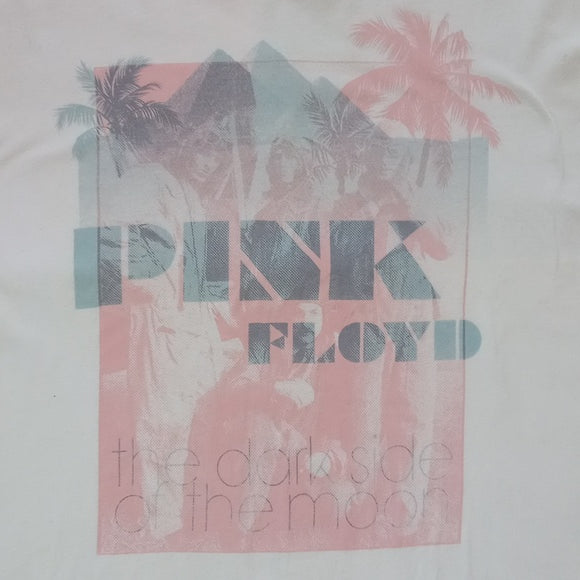 PINK
FLOYD
the dark side
of the moon